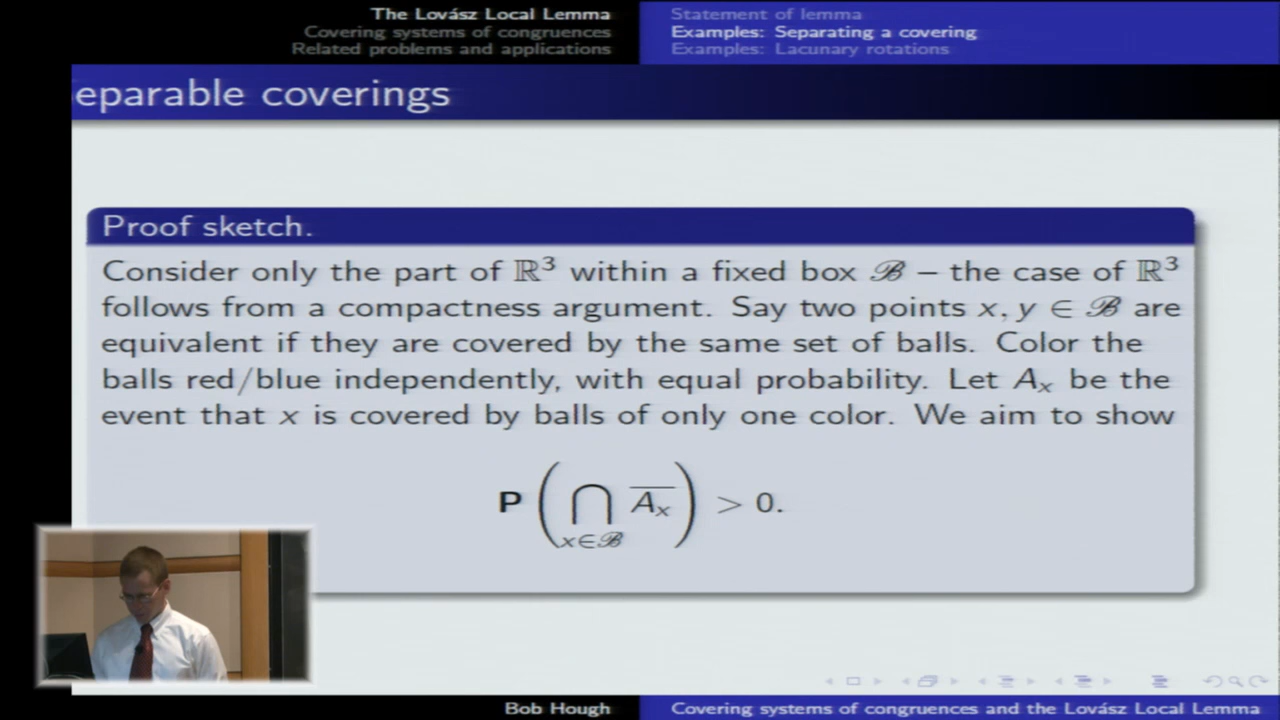 The Lovász Local Lemma
Covering systems of congruences
Related problems and applications
Statement of lemma
Examples: Separating a covering
Examples: Lacunary rotations
eparable coverings
Proof sketch.
Consider only the part of ℝ³ within a fixed box ℬ – the case of ℝ³
follows from a compactness argument. Say two points x, y ∈ ℬ are
equivalent if they are covered by the same set of balls. Color the
balls red/blue independently, with equal probability. Let Aₓ be the
event that x is covered by balls of only one color. We aim to show
P(⋂_{x∈ℬ} \overline{Aₓ}) > 0.
Bob Hough
Covering systems of congruences and the Lovász Local Lemma